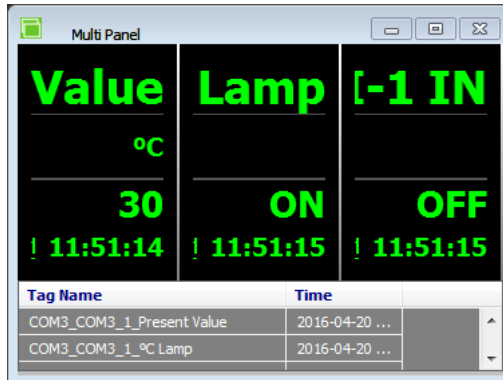 Multi Panel
Value Lamp I-1 IN
ºC
30 ON OFF
11:51:14 11:51:15 11:51:15
Tag Name Time
COM3_COM3_1_Present Value 2016-04-20 ...
COM3_COM3_1_ºC Lamp 2016-04-20 ...